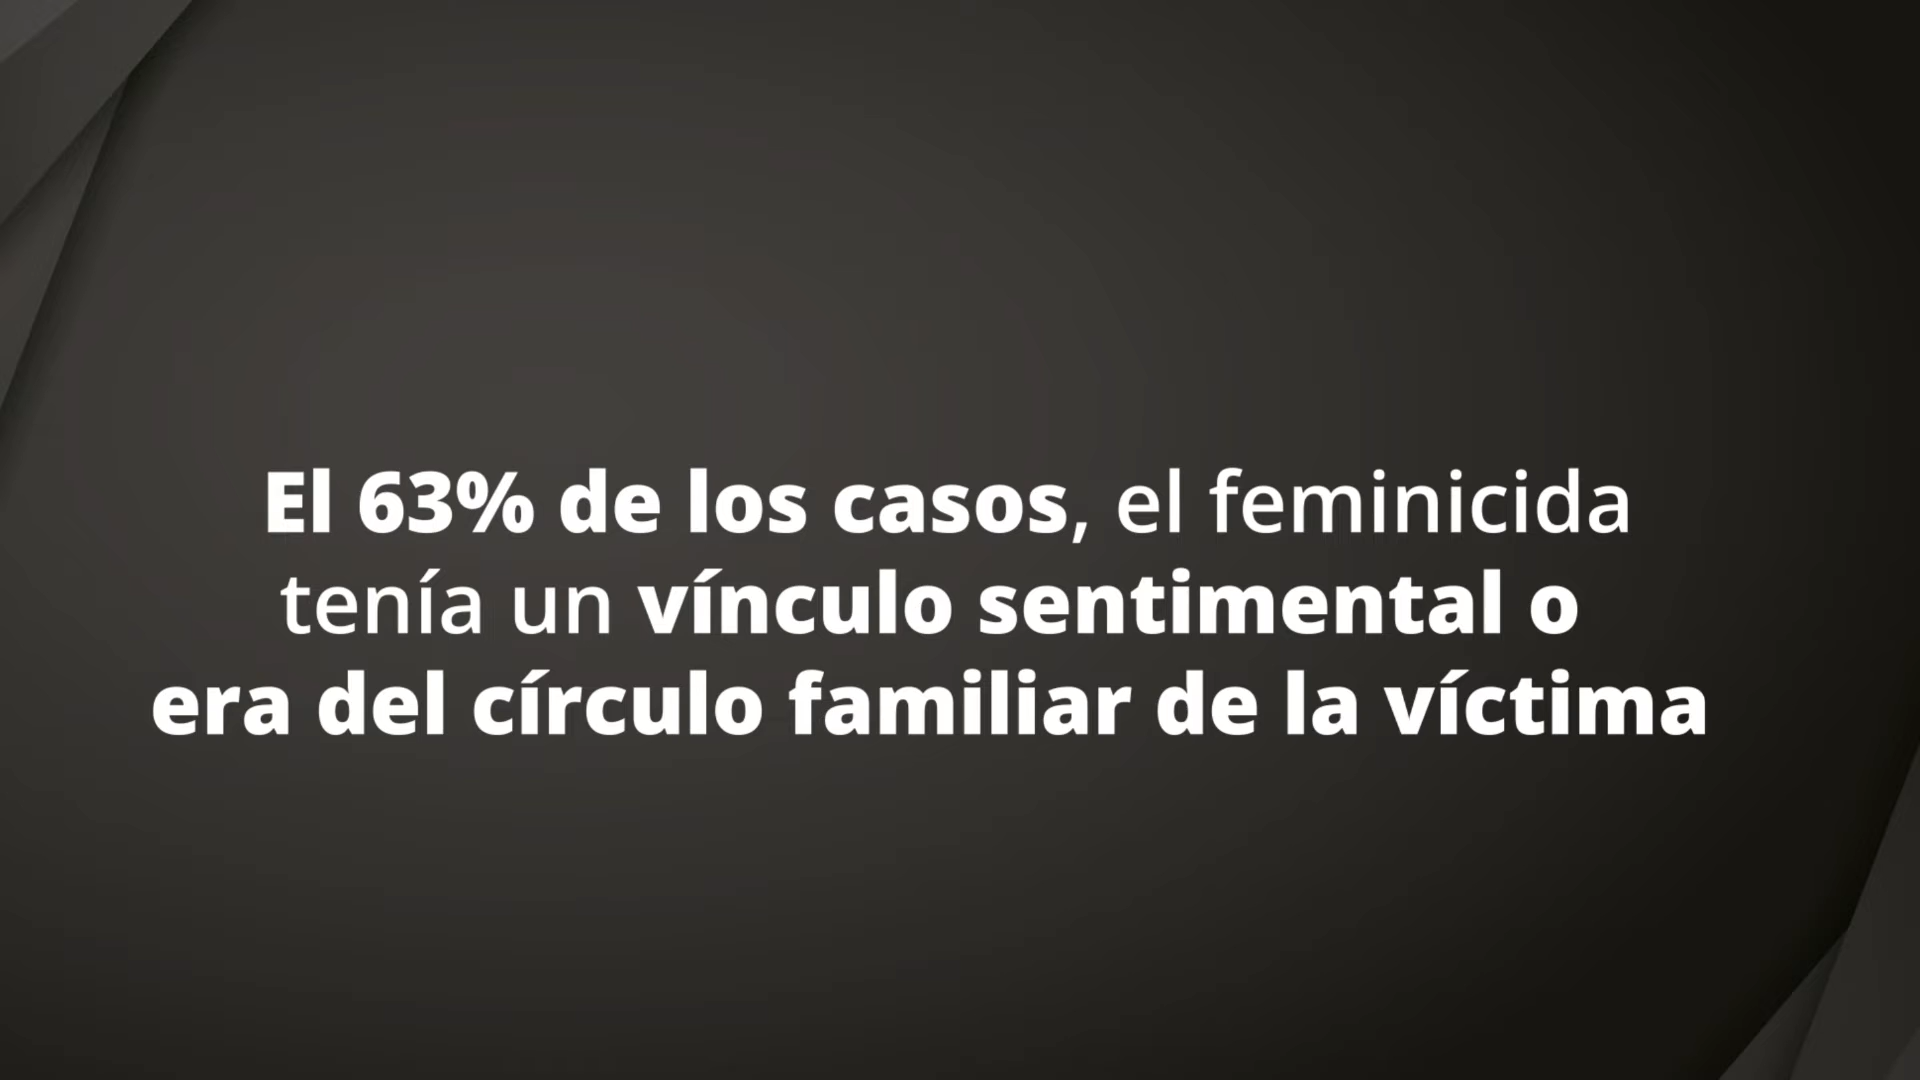 El 63% de los casos, el feminicida
tenía un vínculo sentimental o
era del círculo familiar de la víctima